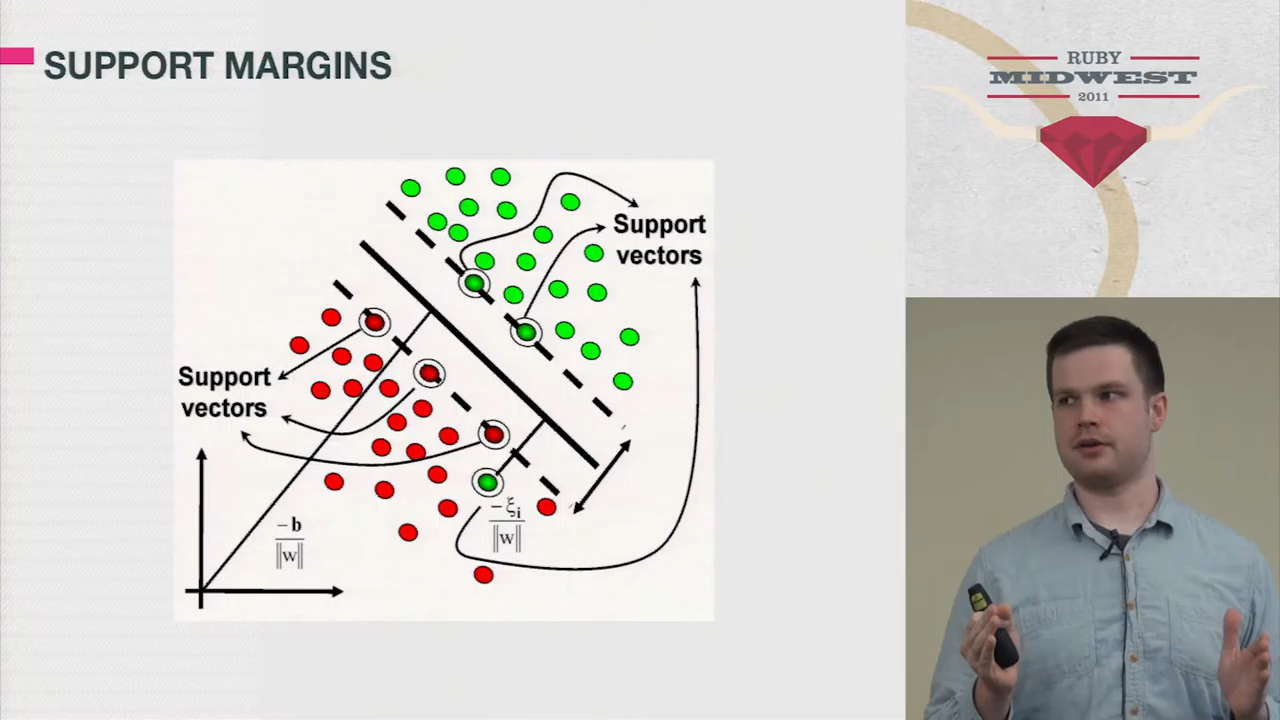 SUPPORT MARGINS
RUBY
MIDWEST
2011
Support
vectors
Support
vectors
−ξi
‖w‖
−b
‖w‖